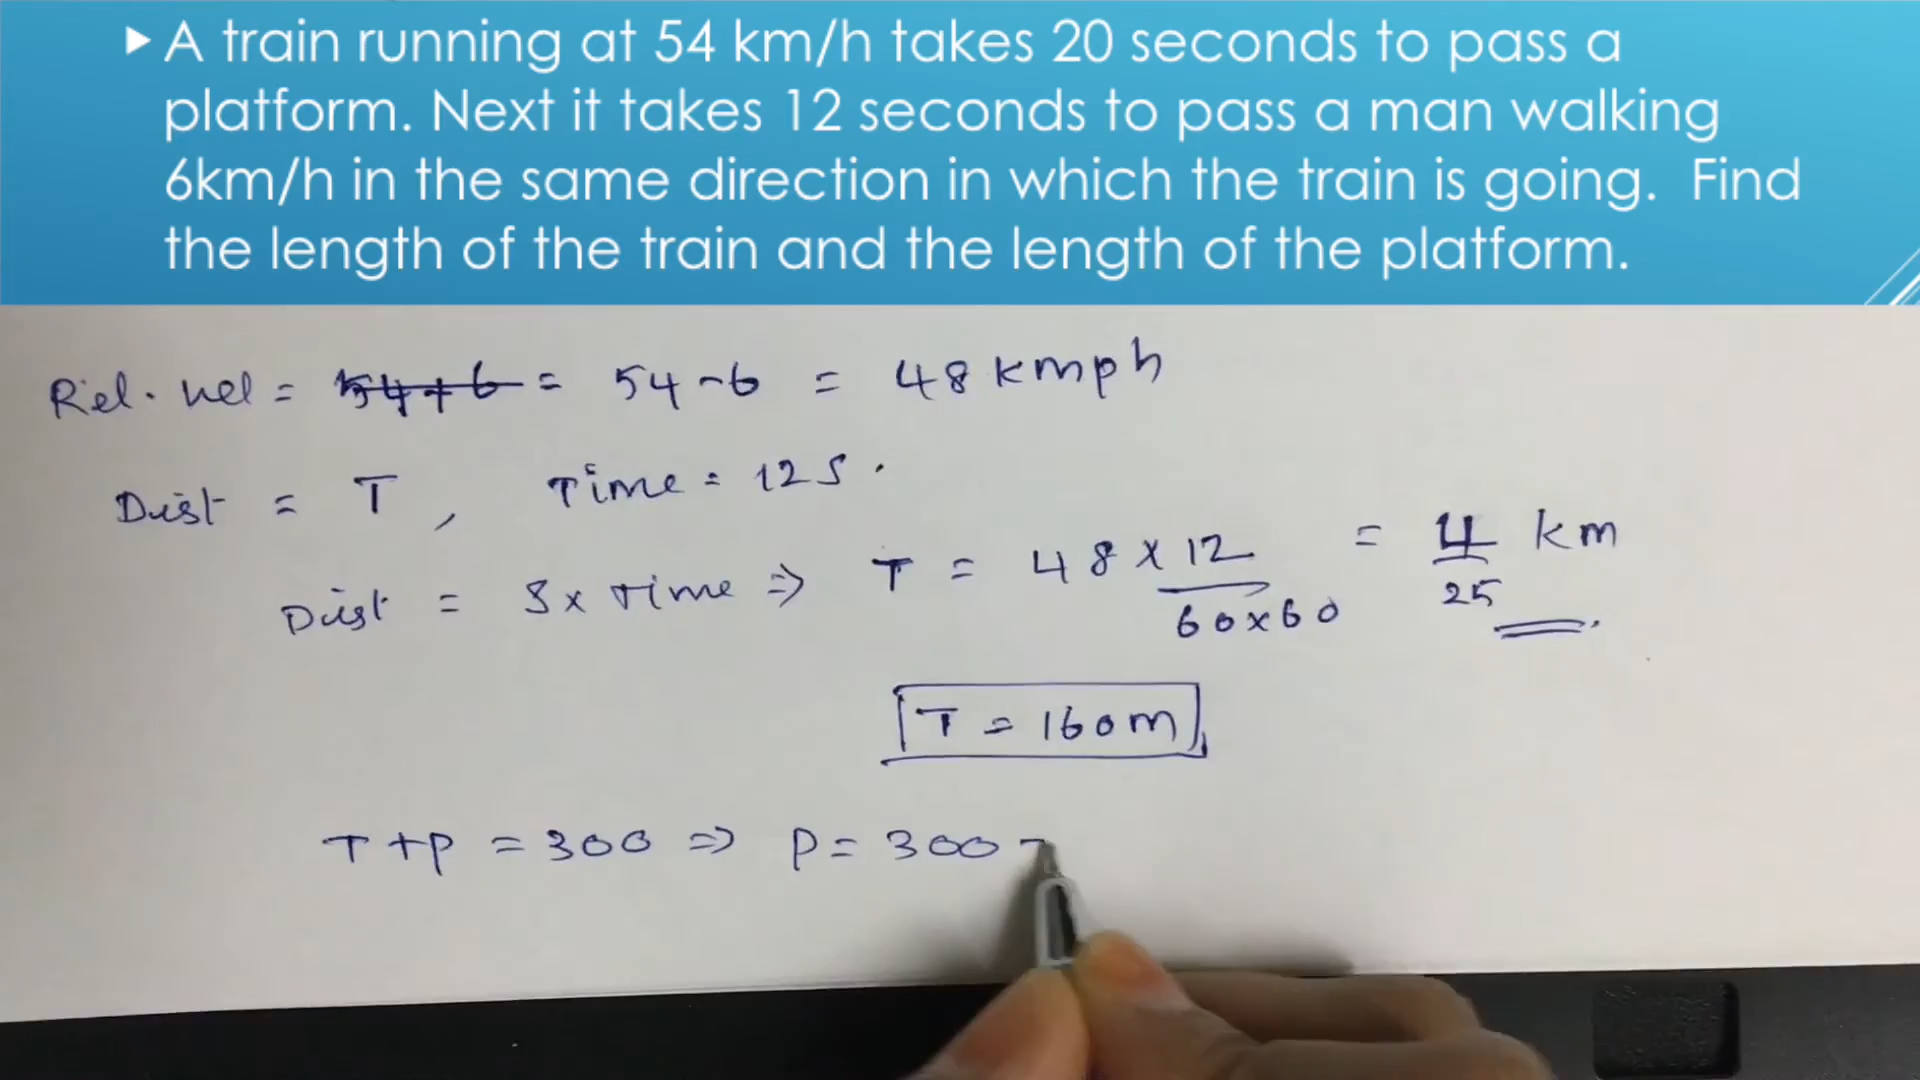 A train running at 54 km/h takes 20 seconds to pass a
platform. Next it takes 12 seconds to pass a man walking
6km/h in the same direction in which the train is going. Find
the length of the train and the length of the platform.
Rel. vel = 54+6 = 54-6 = 48 kmph
Dist = T, Time = 12 s.
Dist = S x Time => T = 48 x 12 / 60x60 = 4/25 km
T = 160m
T+P = 300 => P = 300 -